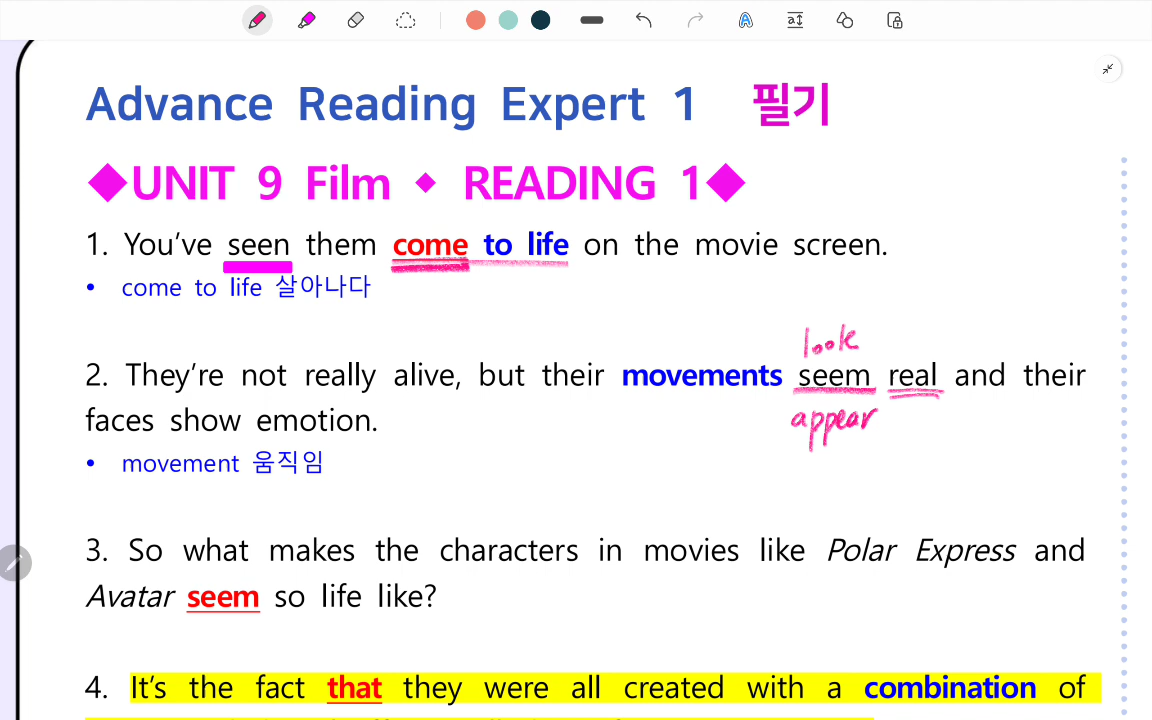 Advance Reading Expert 1 필기
◆UNIT 9 Film ◆ READING 1◆
1. You’ve seen them come to life on the movie screen.
• come to life 살아나다
look
2. They’re not really alive, but their movements seem real and their
appear
faces show emotion.
• movement 움직임
3. So what makes the characters in movies like Polar Express and
Avatar seem so life like?
4. It’s the fact that they were all created with a combination of